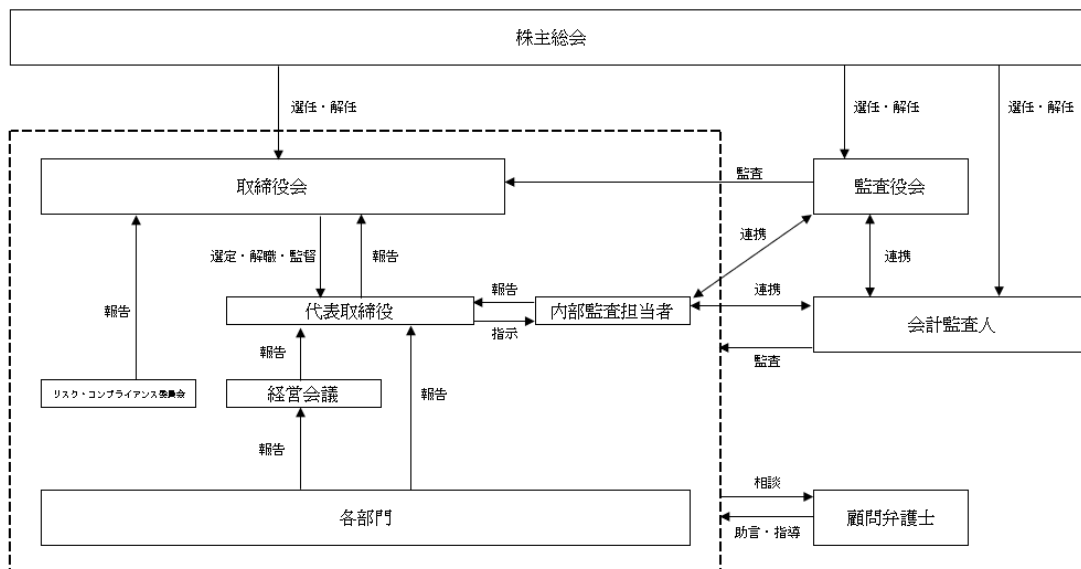 株主総会
選任・解任
選任・解任
選任・解任
取締役会
監査
監査役会
選定・解職・監督
報告
連携
連携
報告
代表取締役
報告
指示
内部監査担当者
連携
会計監査人
監査
報告
報告
リスク・コンプライアンス委員会
経営会議
報告
各部門
相談
助言・指導
顧問弁護士